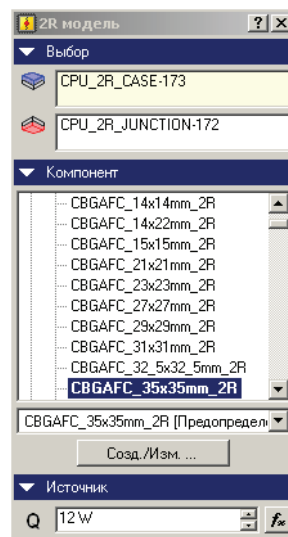 2R модель
Выбор
CPU_2R_CASE-173
CPU_2R_JUNCTION-172
Компонент
CBGAFC_14x14mm_2R
CBGAFC_14x22mm_2R
CBGAFC_15x15mm_2R
CBGAFC_21x21mm_2R
CBGAFC_23x23mm_2R
CBGAFC_27x27mm_2R
CBGAFC_29x29mm_2R
CBGAFC_31x31mm_2R
CBGAFC_32_5x32_5mm_2R
CBGAFC_35x35mm_2R
CBGAFC_35x35mm_2R [Предопредел
Созд./Изм. ...
Источник
Q 12 W fx